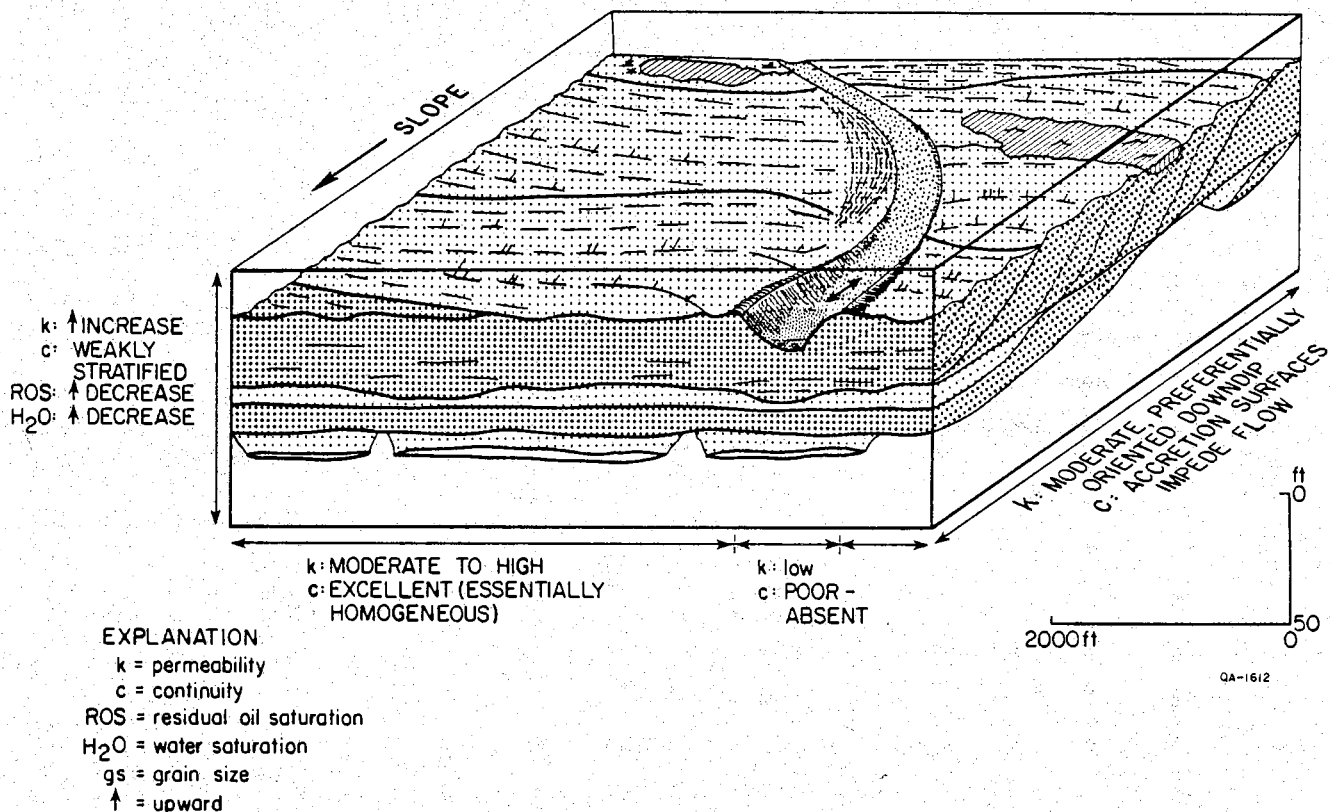 SLOPE
k: ↑ INCREASE
c: WEAKLY
STRATIFIED
ROS: ↑ DECREASE
H₂O: ↑ DECREASE
k: MODERATE, PREFERENTIALLY
ORIENTED DOWNDIP
C: ACCRETION SURFACES
IMPEDE FLOW
k: MODERATE TO HIGH
c: EXCELLENT (ESSENTIALLY
HOMOGENEOUS)
k: low
c: POOR-
ABSENT
ft
0
50
2000ft
0
QA-1612
EXPLANATION
k = permeability
c = continuity
ROS = residual oil saturation
H₂O = water saturation
gs = grain size
↑ = upward